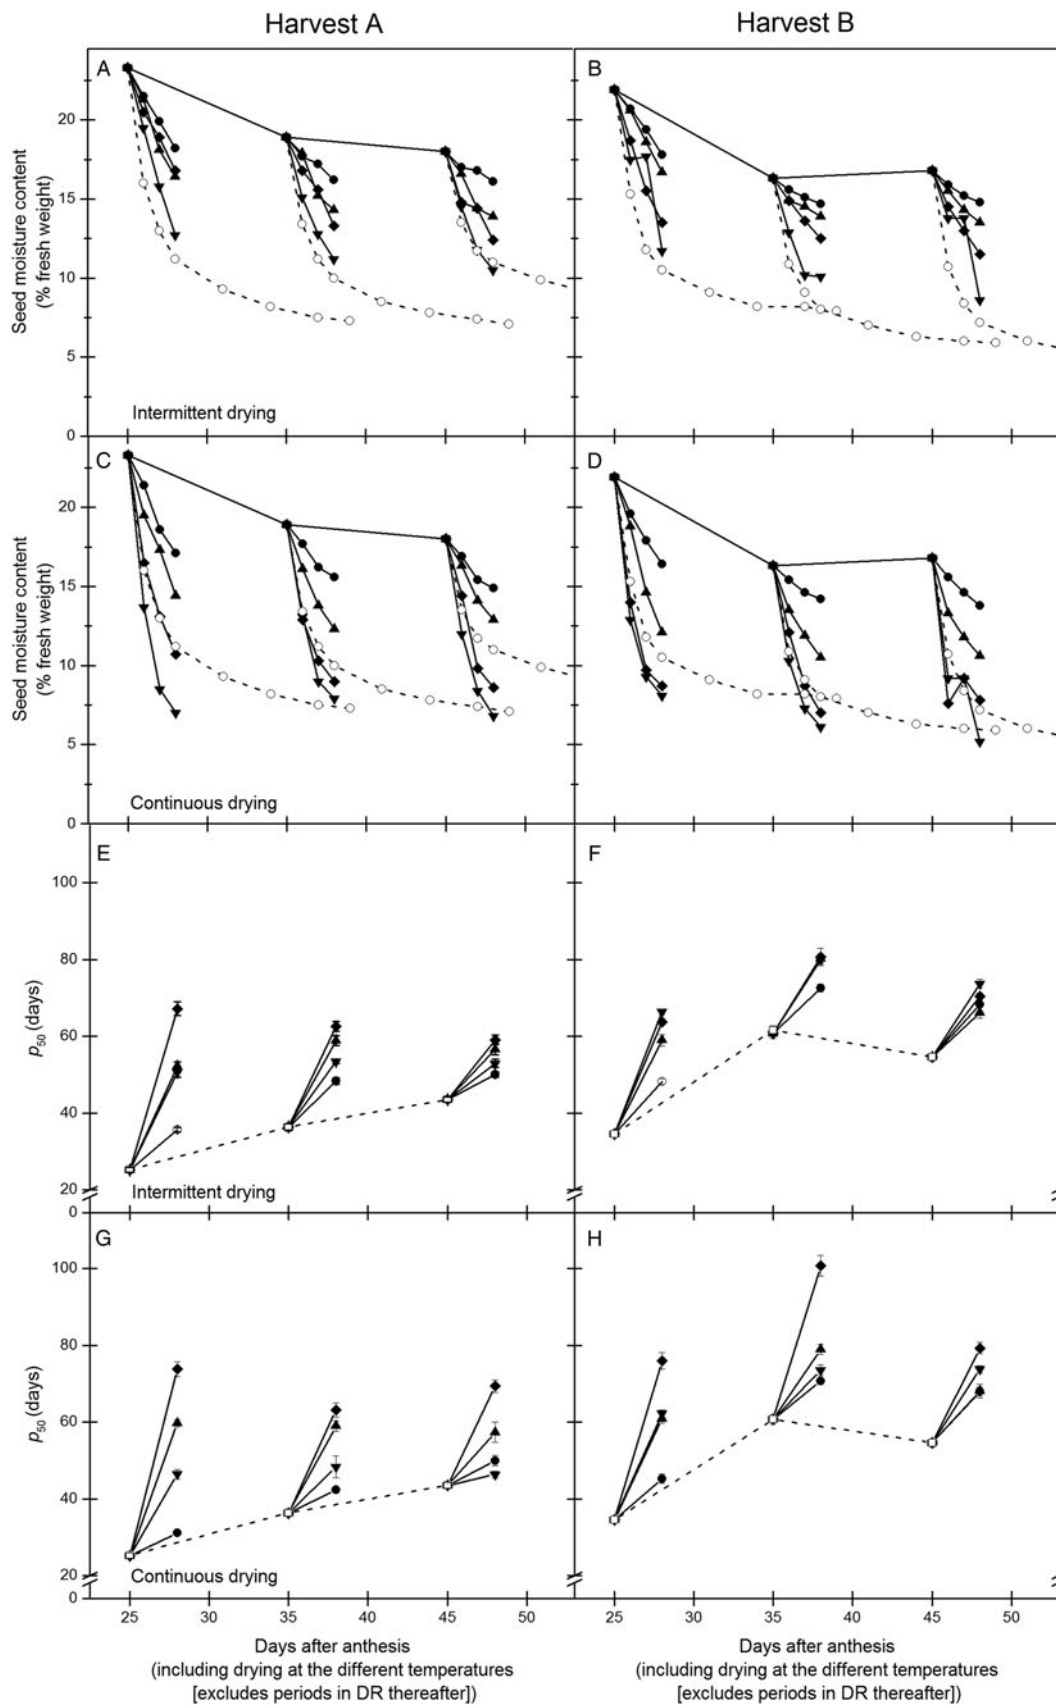 Harvest A
Harvest B
A
B
20
15
10
5
0
Seed moisture content
(% fresh weight)
Intermittent drying
C
D
20
15
10
5
0
Seed moisture content
(% fresh weight)
Continuous drying
E
F
100
80
60
40
20
0
p50 (days)
Intermittent drying
G
H
100
80
60
40
20
0
p50 (days)
Continuous drying
25 30 35 40 45 50
25 30 35 40 45 50
Days after anthesis
(including drying at the different temperatures
[excludes periods in DR thereafter])
Days after anthesis
(including drying at the different temperatures
[excludes periods in DR thereafter])